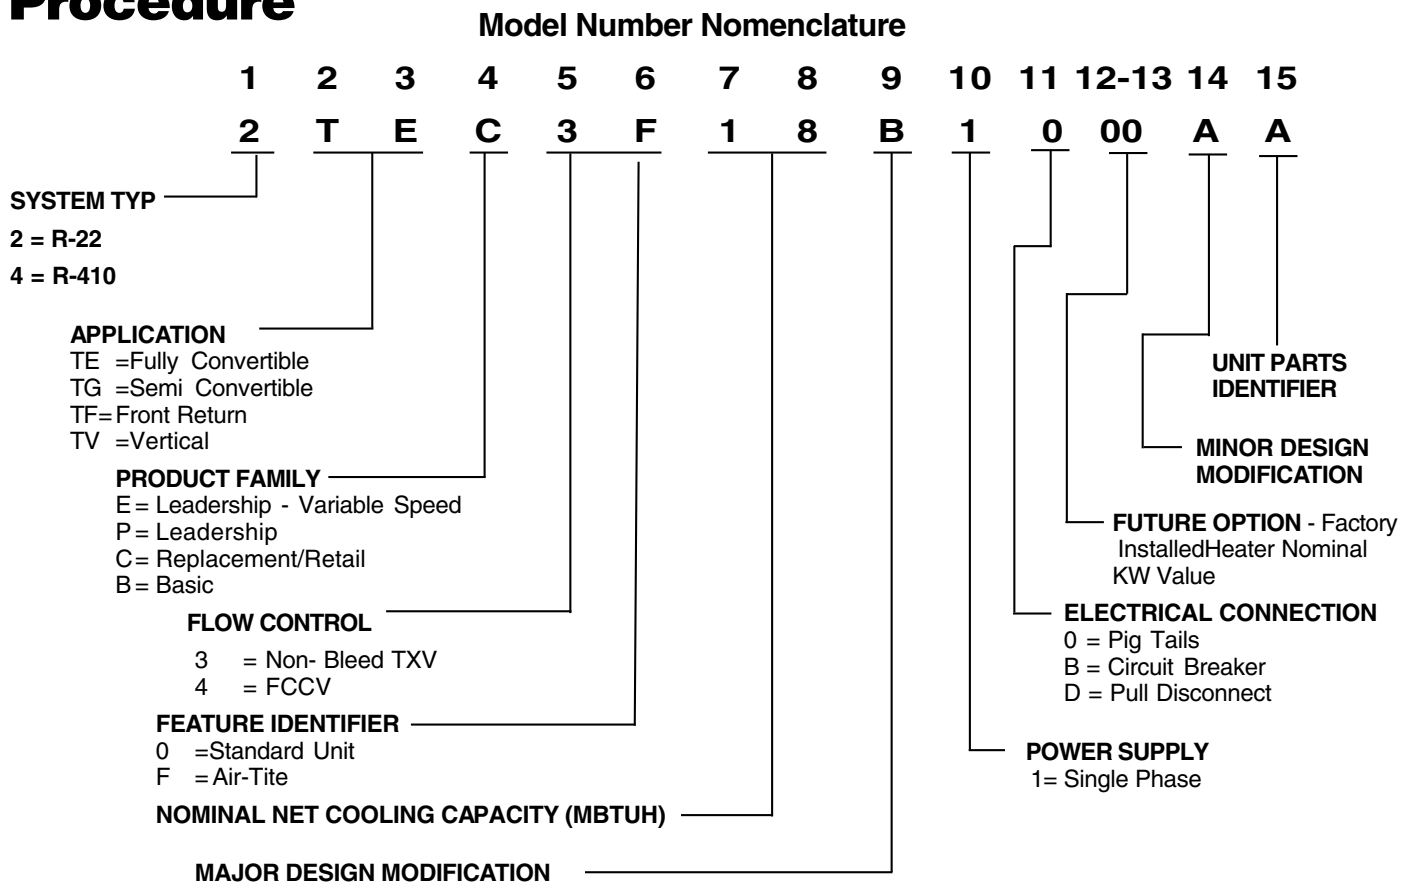 Procedure
Model Number Nomenclature
1 2 3 4 5 6 7 8 9 10 11 12-13 14 15
2 T E C 3 F 1 8 B 1 0 00 A A
SYSTEM TYP
2 = R-22
4 = R-410
APPLICATION
TE =Fully Convertible
TG =Semi Convertible
TF= Front Return
TV =Vertical
PRODUCT FAMILY
E = Leadership - Variable Speed
P = Leadership
C = Replacement/Retail
B = Basic
FLOW CONTROL
3 = Non- Bleed TXV
4 = FCCV
FEATURE IDENTIFIER
0 =Standard Unit
F = Air-Tite
NOMINAL NET COOLING CAPACITY (MBTUH)
MAJOR DESIGN MODIFICATION
UNIT PARTS
IDENTIFIER
MINOR DESIGN
MODIFICATION
FUTURE OPTION - Factory
InstalledHeater Nominal
KW Value
ELECTRICAL CONNECTION
0 = Pig Tails
B = Circuit Breaker
D = Pull Disconnect
POWER SUPPLY
1= Single Phase